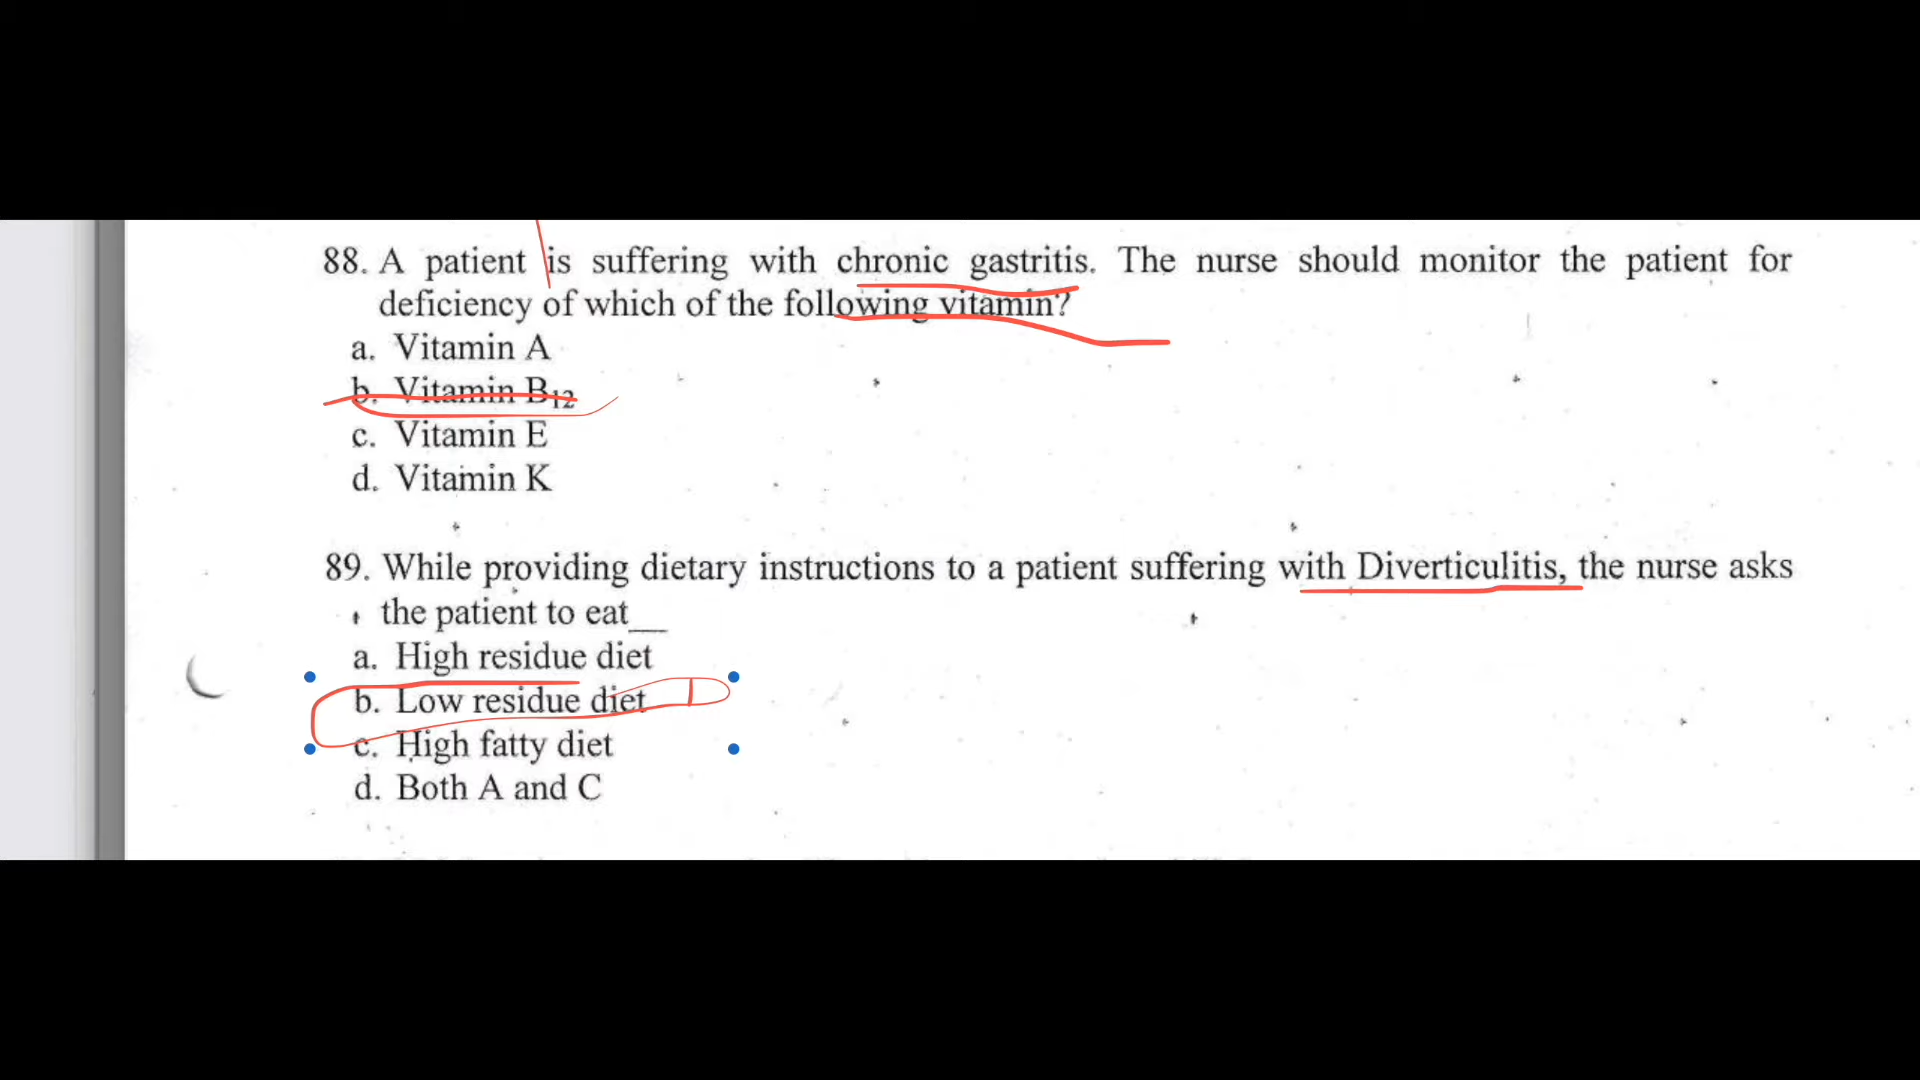 88. A patient is suffering with chronic gastritis. The nurse should monitor the patient for
deficiency of which of the following vitamin?
a. Vitamin A
b. Vitamin B12
c. Vitamin E
d. Vitamin K
89. While providing dietary instructions to a patient suffering with Diverticulitis, the nurse asks
the patient to eat__
a. High residue diet
b. Low residue diet
c. High fatty diet
d. Both A and C